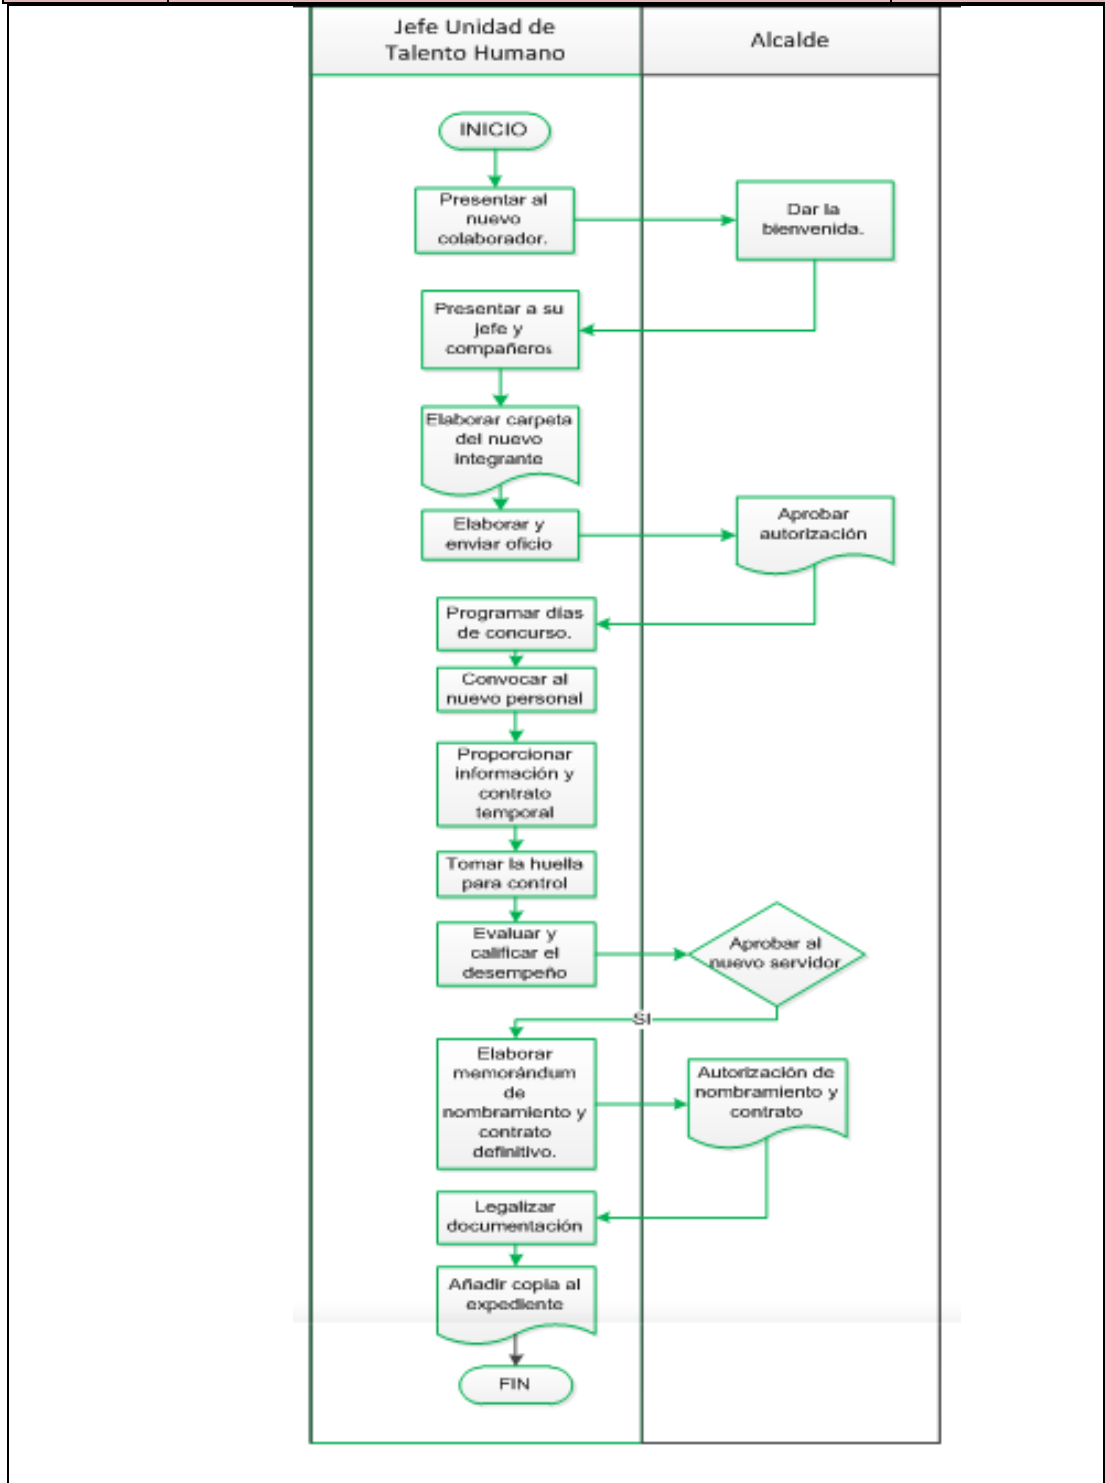 Jefe Unidad de
Talento Humano
Alcalde
INICIO
Presentar al
nuevo
colaborador.
Dar la
bienvenida.
Presentar a su
jefe y
compañeros
Elaborar carpeta
del nuevo
integrante
Elaborar y
enviar oficio
Aprobar
autorización
Programar días
de concurso.
Convocar al
nuevo personal
Proporcionar
información y
contrato
temporal
Tomar la huella
para control
Evaluar y
calificar el
desempeño
Aprobar al
nuevo servidor
SI
Elaborar
memorándum
de
nombramiento y
contrato
definitivo.
Autorización de
nombramiento y
contrato
Legalizar
documentación
Añadir copia al
expediente
FIN